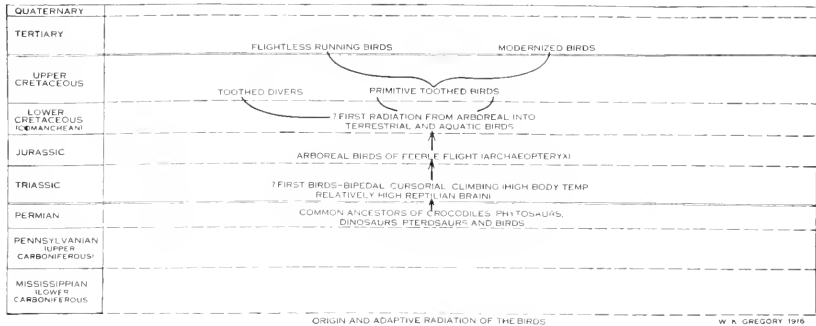 QUATERNARY
TERTIARY
FLIGHTLESS RUNNING BIRDS
MODERNIZED BIRDS
UPPER
CRETACEOUS
TOOTHED DIVERS
PRIMITIVE TOOTHED BIRDS
LOWER
CRETACEOUS
(COMANCHEAN)
? FIRST RADIATION FROM ARBOREAL INTO
TERRESTRIAL AND AQUATIC BIRDS
JURASSIC
ARBOREAL BIRDS OF FEEBLE FLIGHT (ARCHAEOPTERYX)
TRIASSIC
? FIRST BIRDS-BIPEDAL CURSORIAL CLIMBING (HIGH BODY TEMP
RELATIVELY HIGH REPTILIAN BRAIN)
PERMIAN
COMMON ANCESTORS OF CROCODILES PHYTOSAURS,
DINOSAURS PTEROSAURS AND BIRDS
PENNSYLVANIAN
(UPPER
CARBONIFEROUS)
MISSISSIPPIAN
(LOWER
CARBONIFEROUS
ORIGIN AND ADAPTIVE RADIATION OF THE BIRDS
W K GREGORY 1916